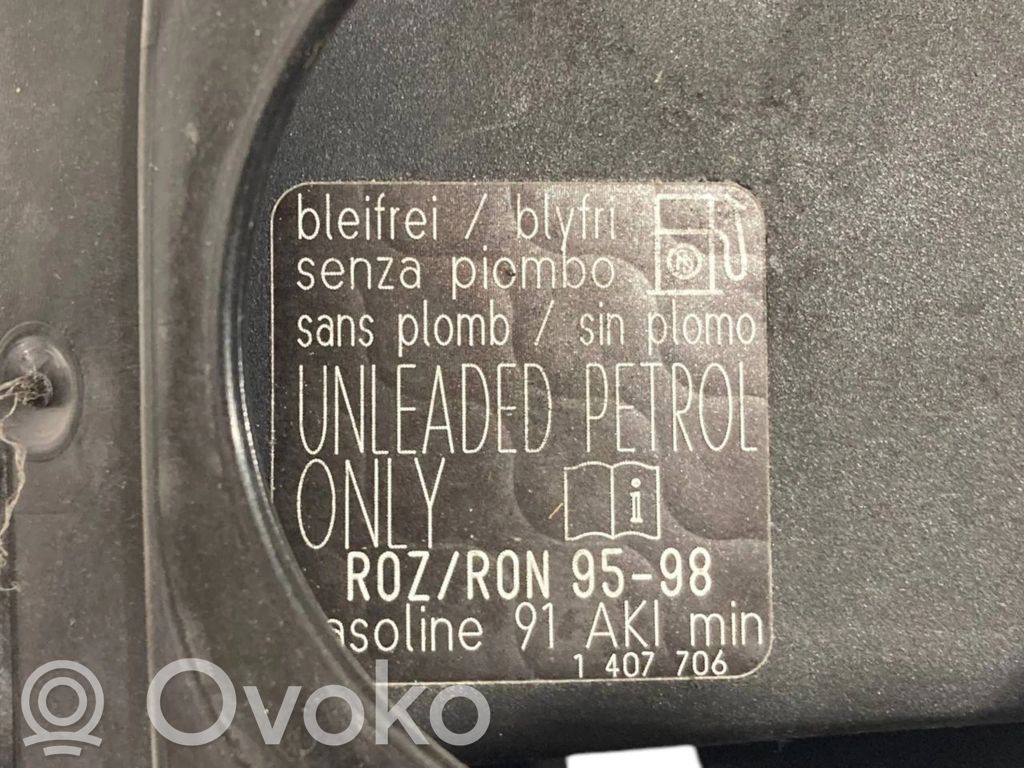 bleifrei / blyfri
senza piombo
sans plomb / sin plomo
UNLEADED PETROL
ONLY
i
ROZ/RON 95-98
asoline 91 AKI min
1 407 706
Ovoko